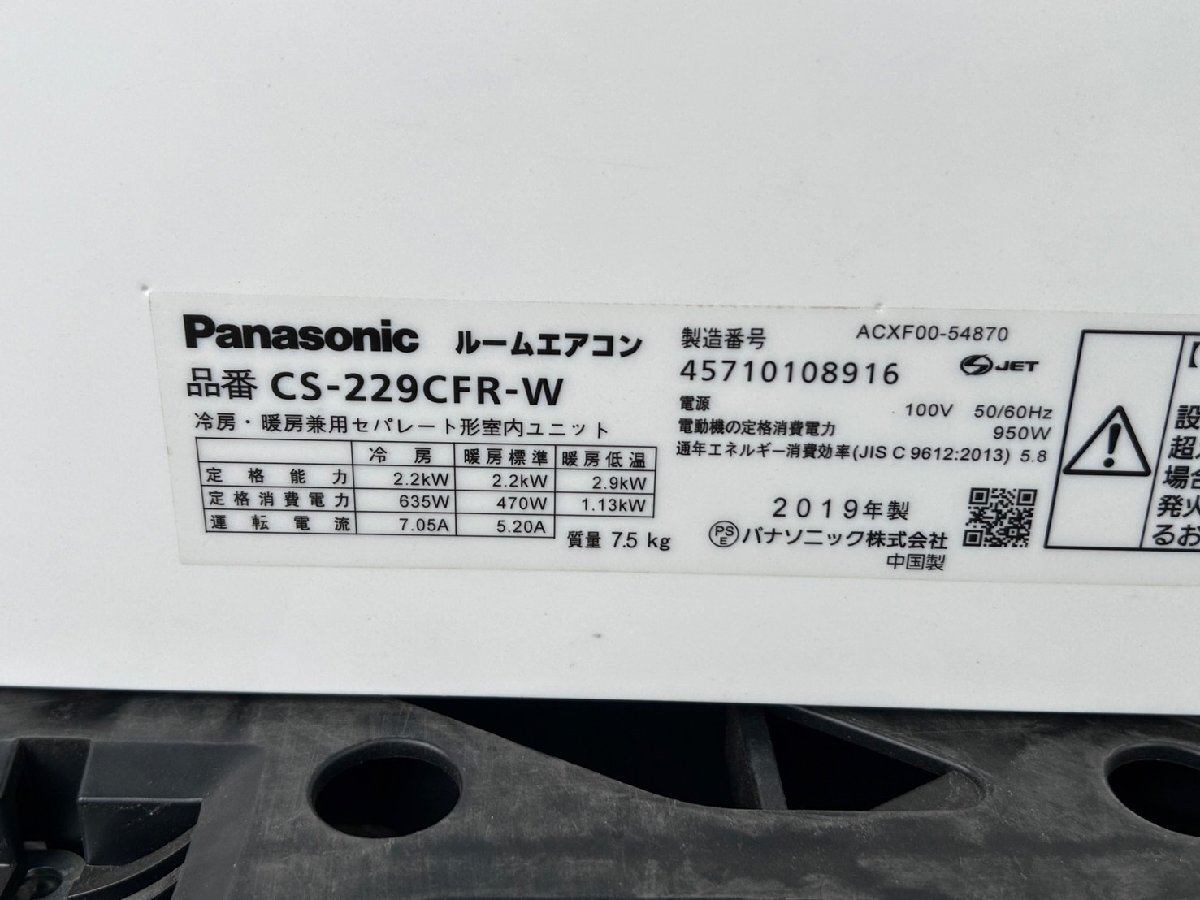 Panasonic ルームエアコン
品番 CS-229CFR-W
冷房・暖房兼用セパレート形室内ユニット
冷房 暖房標準 暖房低温
定格能力 2.2kW 2.2kW 2.9kW
定格消費電力 635W 470W 1.13kW
運転電流 7.05A 5.20A
質量 7.5 kg
製造番号 ACXF00-54870
45710108916 JET
電源 100V 50/60Hz
電動機の定格消費電力 950W
通年エネルギー消費効率(JIS C 9612:2013) 5.8
2019年製
PSE パナソニック株式会社
中国製
【
設
超
場合
発火
るお